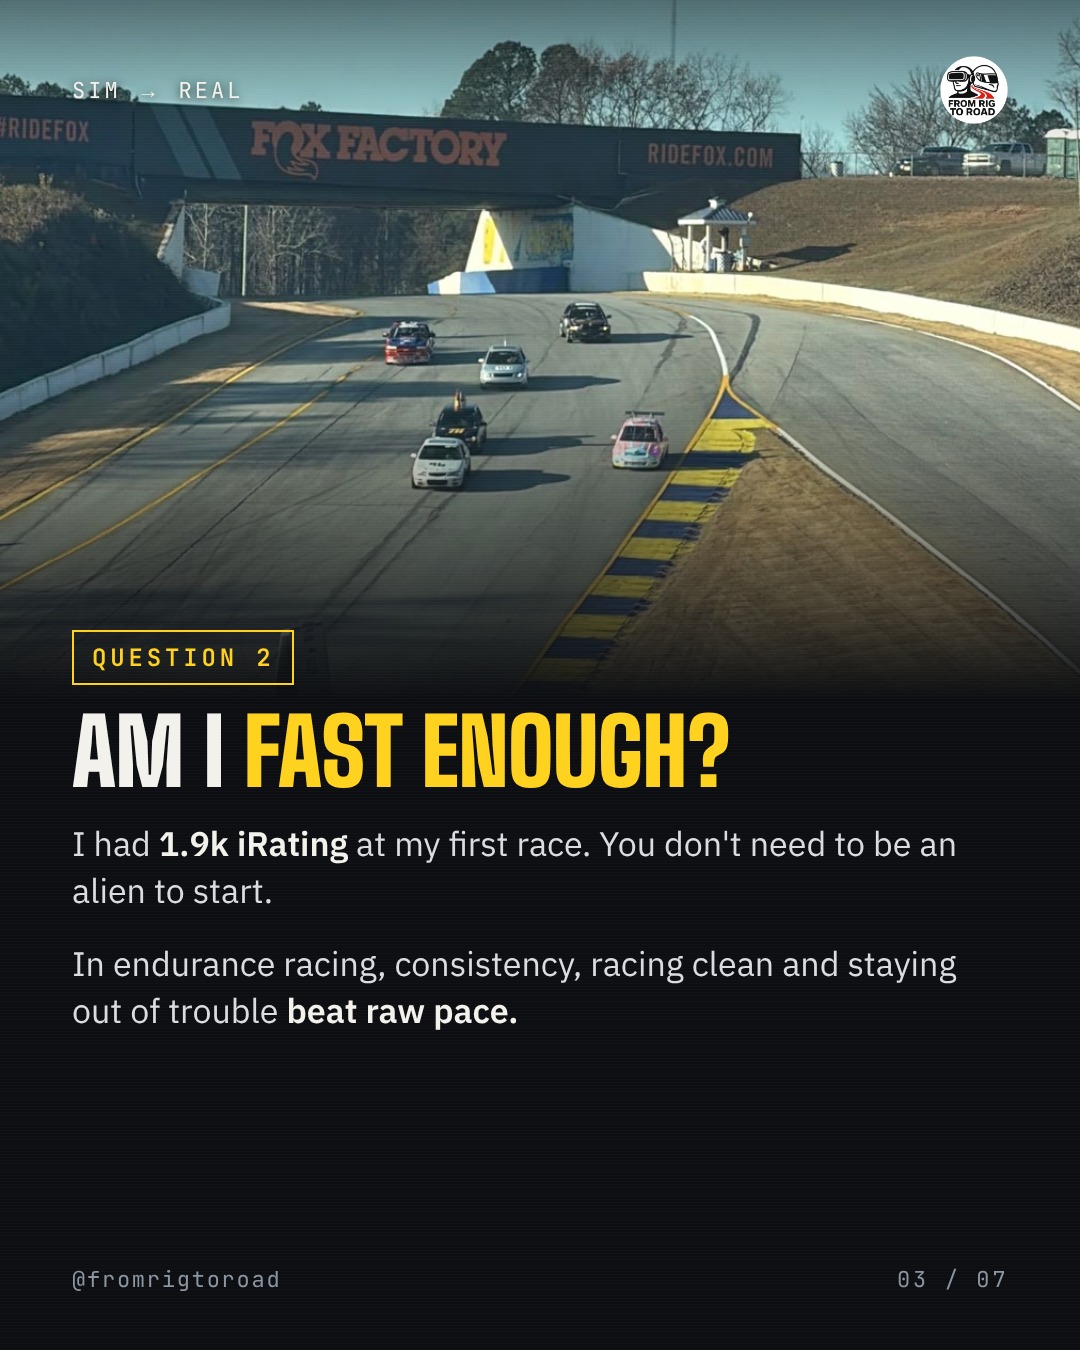 SIM → REAL
FROM RIG
TO ROAD
#RIDEFOX
FOX FACTORY
RIDEFOX.COM
QUESTION 2
AM I FAST ENOUGH?
I had 1.9k iRating at my first race. You don't need to be an
alien to start.
In endurance racing, consistency, racing clean and staying
out of trouble beat raw pace.
@fromrigtoroad
03 / 07